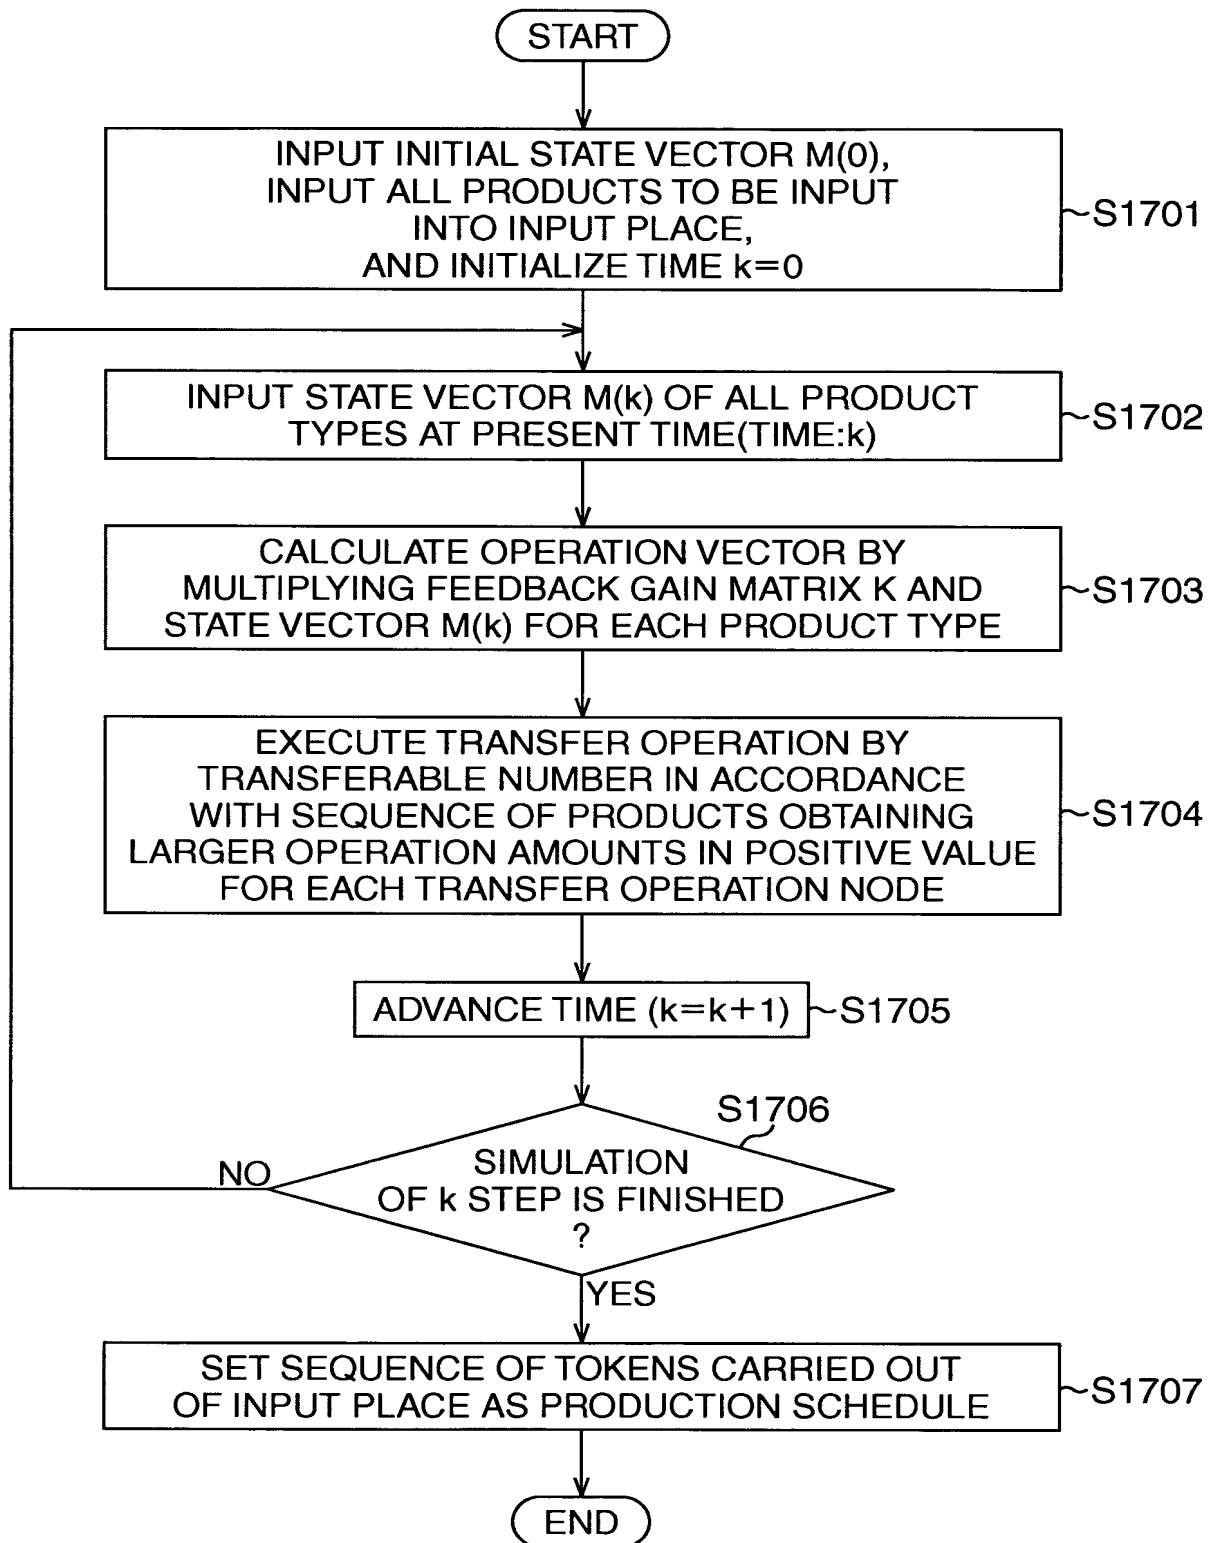 START
INPUT INITIAL STATE VECTOR M(0),
INPUT ALL PRODUCTS TO BE INPUT
INTO INPUT PLACE,
AND INITIALIZE TIME k=0
S1701
INPUT STATE VECTOR M(k) OF ALL PRODUCT
TYPES AT PRESENT TIME(TIME:k)
S1702
CALCULATE OPERATION VECTOR BY
MULTIPLYING FEEDBACK GAIN MATRIX K AND
STATE VECTOR M(k) FOR EACH PRODUCT TYPE
S1703
EXECUTE TRANSFER OPERATION BY
TRANSFERABLE NUMBER IN ACCORDANCE
WITH SEQUENCE OF PRODUCTS OBTAINING
LARGER OPERATION AMOUNTS IN POSITIVE VALUE
FOR EACH TRANSFER OPERATION NODE
S1704
ADVANCE TIME (k=k+1)
S1705
S1706
SIMULATION
OF k STEP IS FINISHED
?
NO
YES
SET SEQUENCE OF TOKENS CARRIED OUT
OF INPUT PLACE AS PRODUCTION SCHEDULE
S1707
END